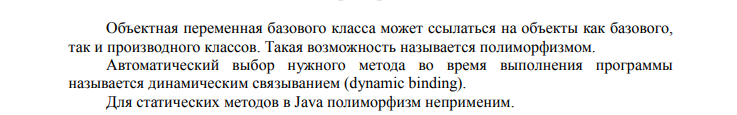 Объектная переменная базового класса может ссылаться на объекты как базового,
так и производного классов. Такая возможность называется полиморфизмом.
Автоматический выбор нужного метода во время выполнения программы
называется динамическим связыванием (dynamic binding).
Для статических методов в Java полиморфизм неприменим.